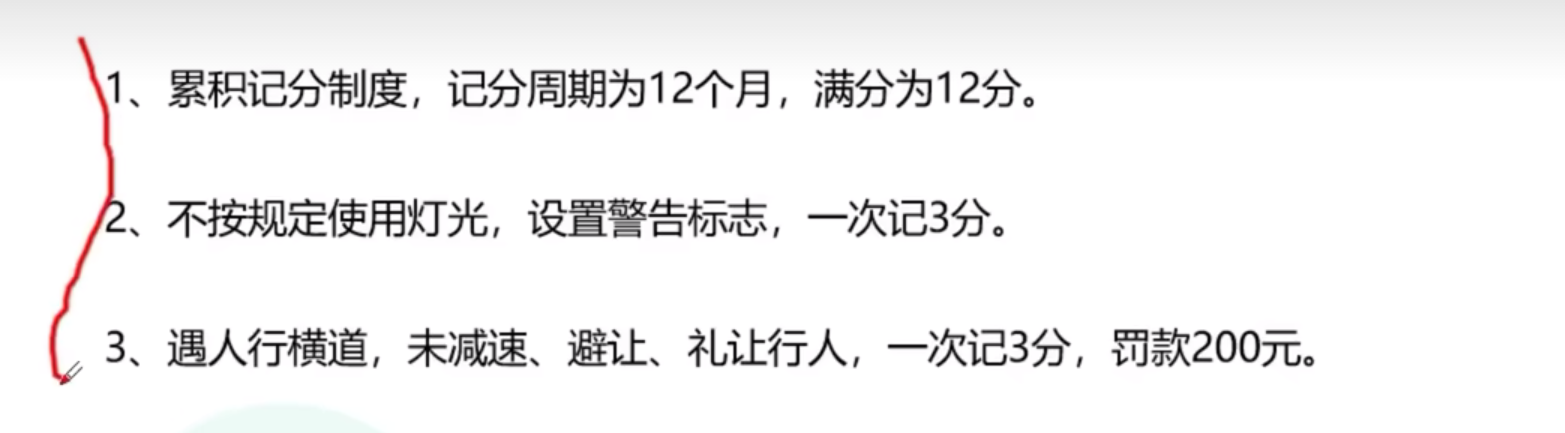 1、累积记分制度，记分周期为12个月，满分为12分。
2、不按规定使用灯光，设置警告标志，一次记3分。
3、遇人行横道，未减速、避让、礼让行人，一次记3分，罚款200元。